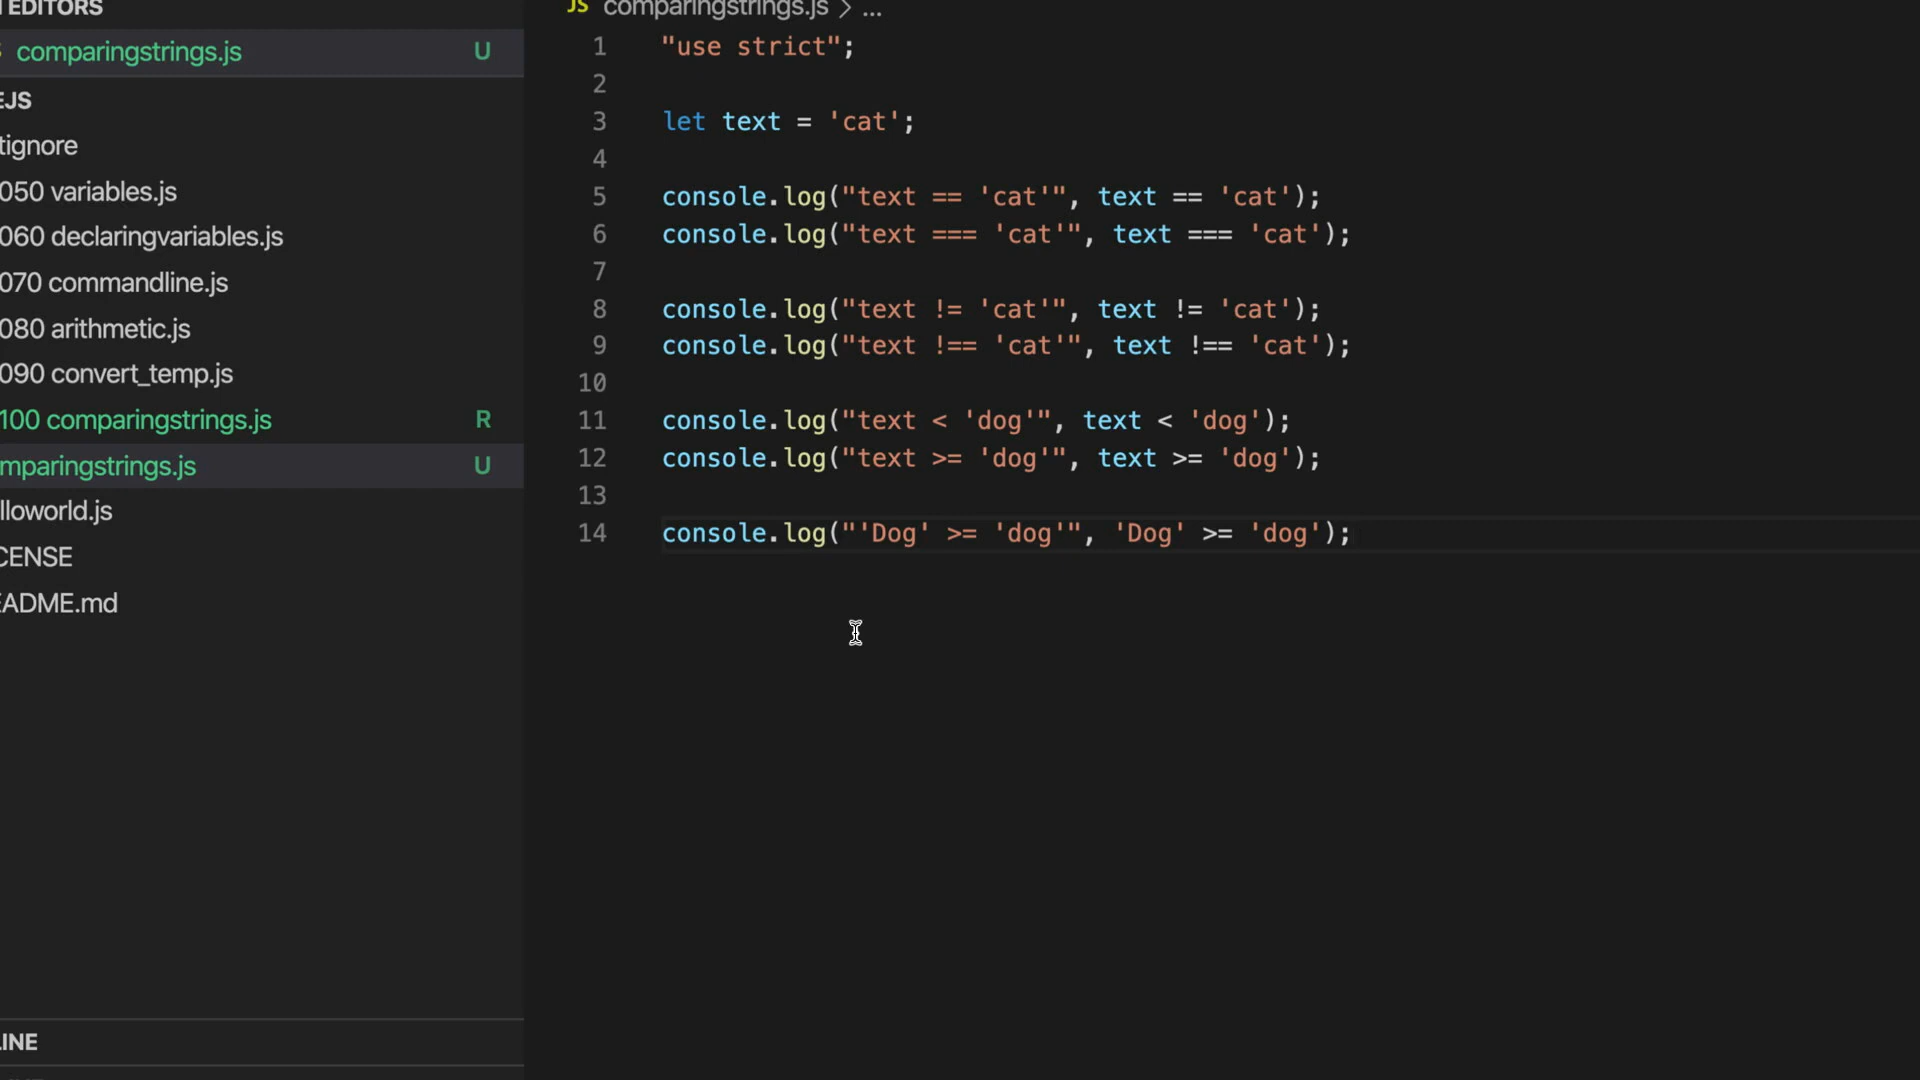 EDITORS
comparingstrings.js U
EJS
tignore
050 variables.js
060 declaringvariables.js
070 commandline.js
080 arithmetic.js
090 convert_temp.js
100 comparingstrings.js R
mparingstrings.js U
lloworld.js
CENSE
EADME.md
LINE
JS comparingstrings.js > ...
1 "use strict";
2
3 let text = 'cat';
4
5 console.log("text == 'cat'", text == 'cat');
6 console.log("text === 'cat'", text === 'cat');
7
8 console.log("text != 'cat'", text != 'cat');
9 console.log("text !== 'cat'", text !== 'cat');
10
11 console.log("text < 'dog'", text < 'dog');
12 console.log("text >= 'dog'", text >= 'dog');
13
14 console.log("'Dog' >= 'dog'", 'Dog' >= 'dog');